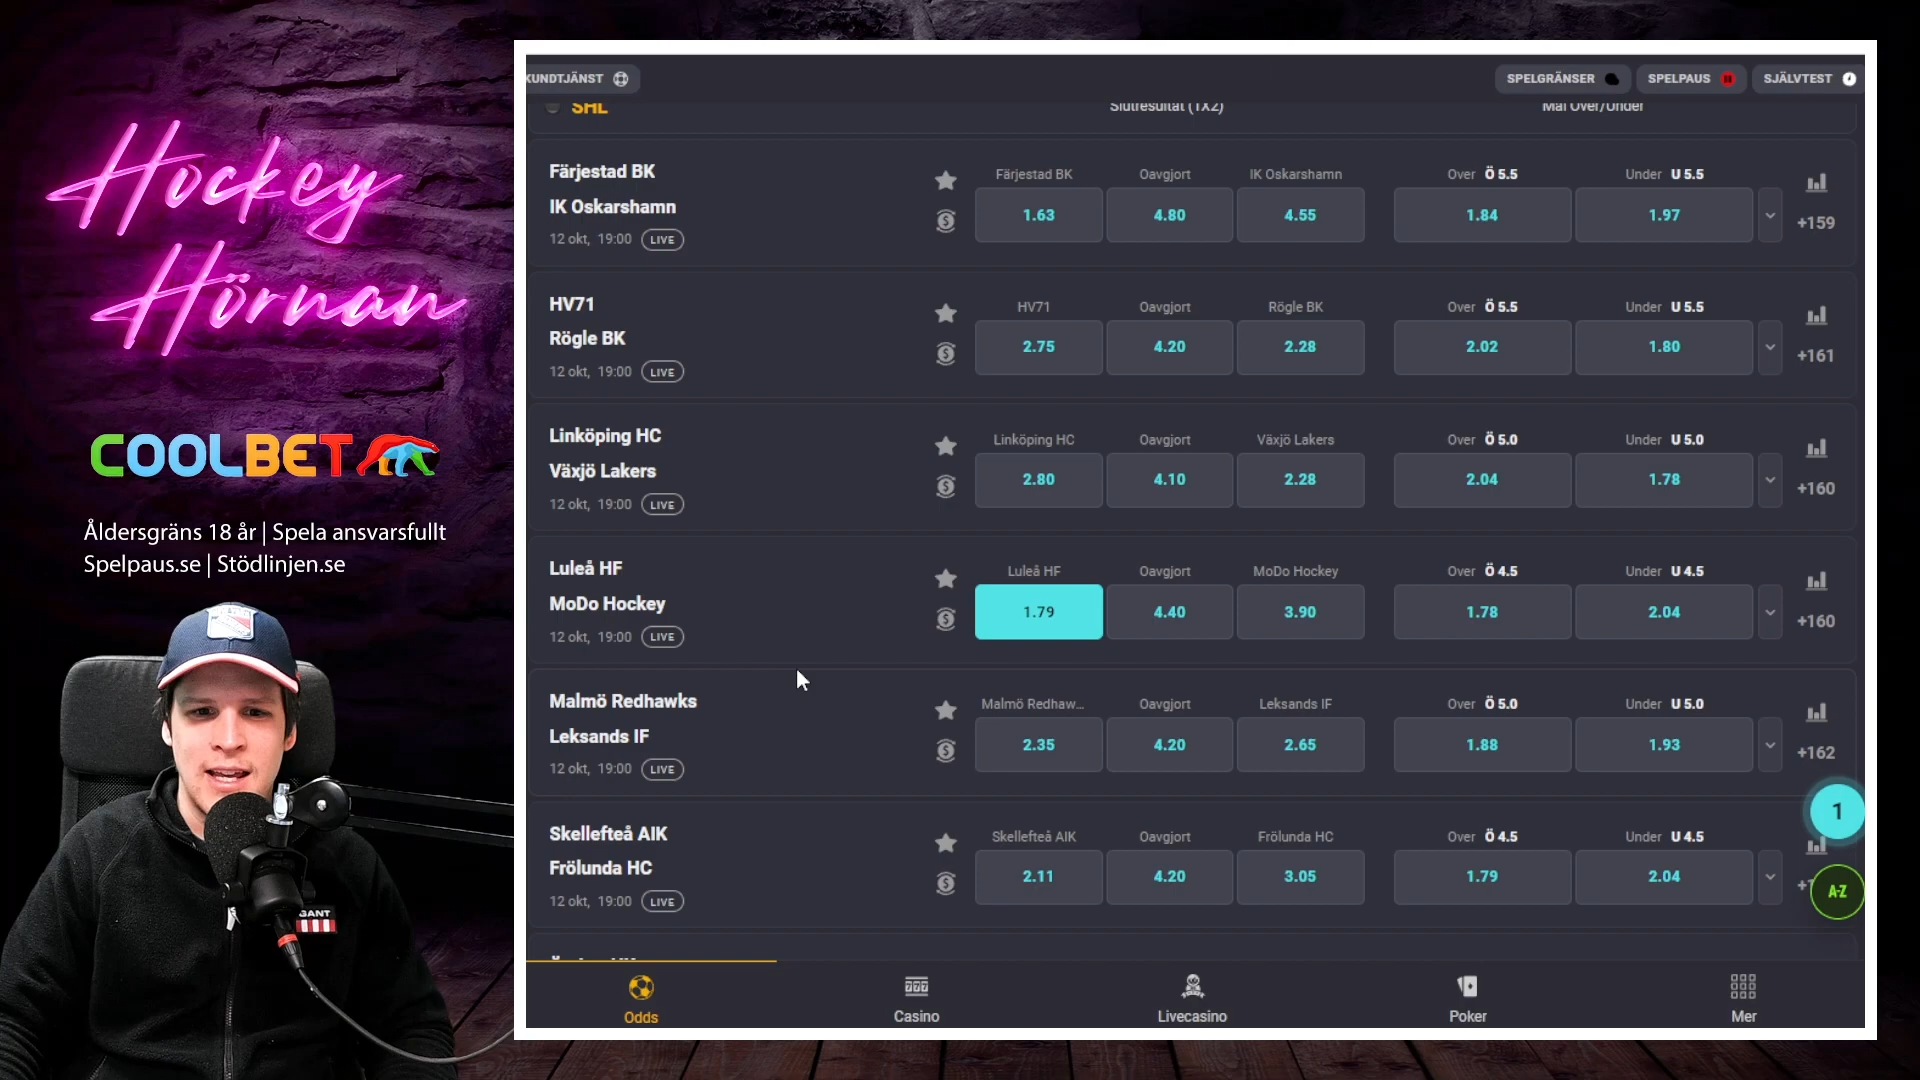 Hockey
Hörnan
COOLBET
Åldersgräns 18 år | Spela ansvarsfullt
Spelpaus.se | Stödlinjen.se
GANT
KUNDTJÄNST
SPELGRÄNSER
SPELPAUS
SJÄLVTEST
SHL
Slutresultat (1X2)
Mål Över/Under
Färjestad BK
IK Oskarshamn
12 okt, 19:00 LIVE
Färjestad BK Oavgjort IK Oskarshamn Over Ö 5.5 Under U 5.5
1.63 4.80 4.55 1.84 1.97
+159
HV71
Rögle BK
12 okt, 19:00 LIVE
HV71 Oavgjort Rögle BK Over Ö 5.5 Under U 5.5
2.75 4.20 2.28 2.02 1.80
+161
Linköping HC
Växjö Lakers
12 okt, 19:00 LIVE
Linköping HC Oavgjort Växjö Lakers Over Ö 5.0 Under U 5.0
2.80 4.10 2.28 2.04 1.78
+160
Luleå HF
MoDo Hockey
12 okt, 19:00 LIVE
Luleå HF Oavgjort MoDo Hockey Over Ö 4.5 Under U 4.5
1.79 4.40 3.90 1.78 2.04
+160
Malmö Redhawks
Leksands IF
12 okt, 19:00 LIVE
Malmö Redhaw... Oavgjort Leksands IF Over Ö 5.0 Under U 5.0
2.35 4.20 2.65 1.88 1.93
+162
1
Skellefteå AIK
Frölunda HC
12 okt, 19:00 LIVE
Skellefteå AIK Oavgjort Frölunda HC Over Ö 4.5 Under U 4.5
2.11 4.20 3.05 1.79 2.04
A-Z
777
Odds
Casino
Livecasino
Poker
Mer